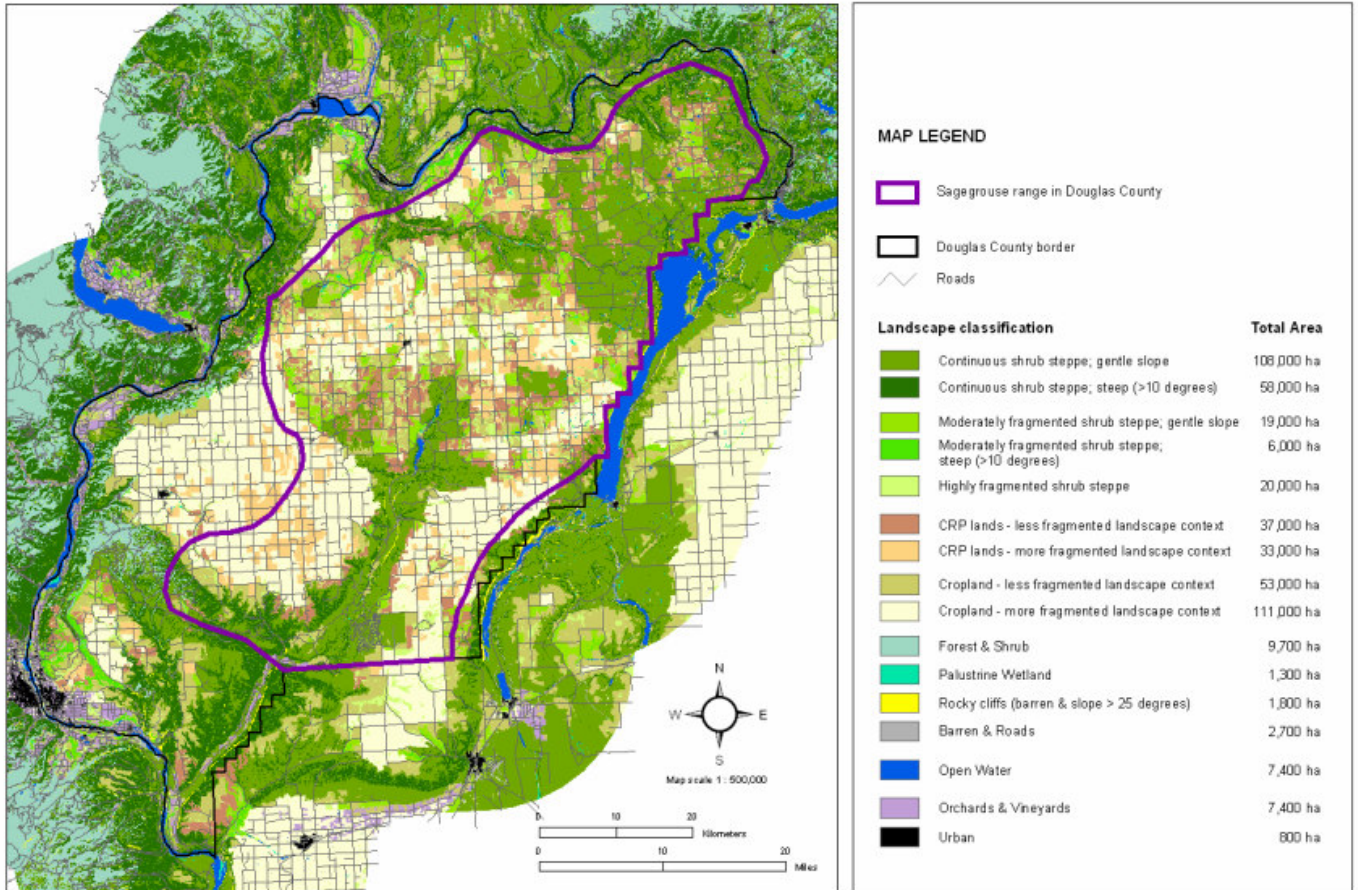 MAP LEGEND
Sagegrouse range in Douglas County
Douglas County border
Roads
Landscape classification Total Area
Continuous shrub steppe; gentle slope 108,000 ha
Continuous shrub steppe; steep (>10 degrees) 58,000 ha
Moderately fragmented shrub steppe; gentle slope 19,000 ha
Moderately fragmented shrub steppe; 6,000 ha
steep (>10 degrees)
Highly fragmented shrub steppe 20,000 ha
CRP lands - less fragmented landscape context 37,000 ha
CRP lands - more fragmented landscape context 33,000 ha
Cropland - less fragmented landscape context 53,000 ha
Cropland - more fragmented landscape context 111,000 ha
Forest & Shrub 9,700 ha
Palustrine Wetland 1,300 ha
Rocky cliffs (barren & slope > 25 degrees) 1,800 ha
Barren & Roads 2,700 ha
Open Water 7,400 ha
Orchards & Vineyards 7,400 ha
Urban 800 ha
N
W E
S
Map scale 1 : 500,000
0 10 20
Kilometers
0 10 20
Miles